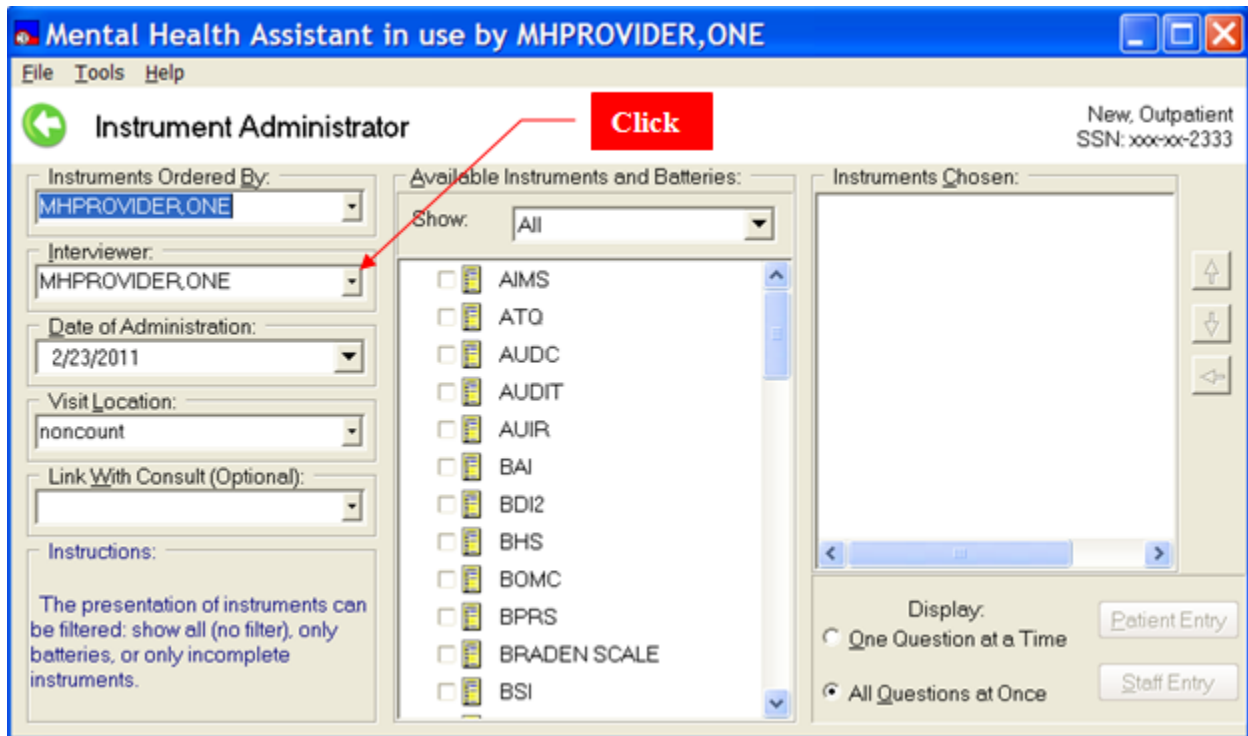 Mental Health Assistant in use by MHPROVIDER,ONE
File Tools Help
Instrument Administrator
Click
New, Outpatient
SSN: xxx-xx-2333
Instruments Ordered By:
MHPROVIDER,ONE
Interviewer:
MHPROVIDER,ONE
Date of Administration:
2/23/2011
Visit Location:
noncount
Link With Consult (Optional):
Instructions:
The presentation of instruments can
be filtered: show all (no filter), only
batteries, or only incomplete
instruments.
Available Instruments and Batteries:
Show: All
AIMS
ATQ
AUDC
AUDIT
AUIR
BAI
BDI2
BHS
BOMC
BPRS
BRADEN SCALE
BSI
Instruments Chosen:
Display:
One Question at a Time
All Questions at Once
Patient Entry
Staff Entry